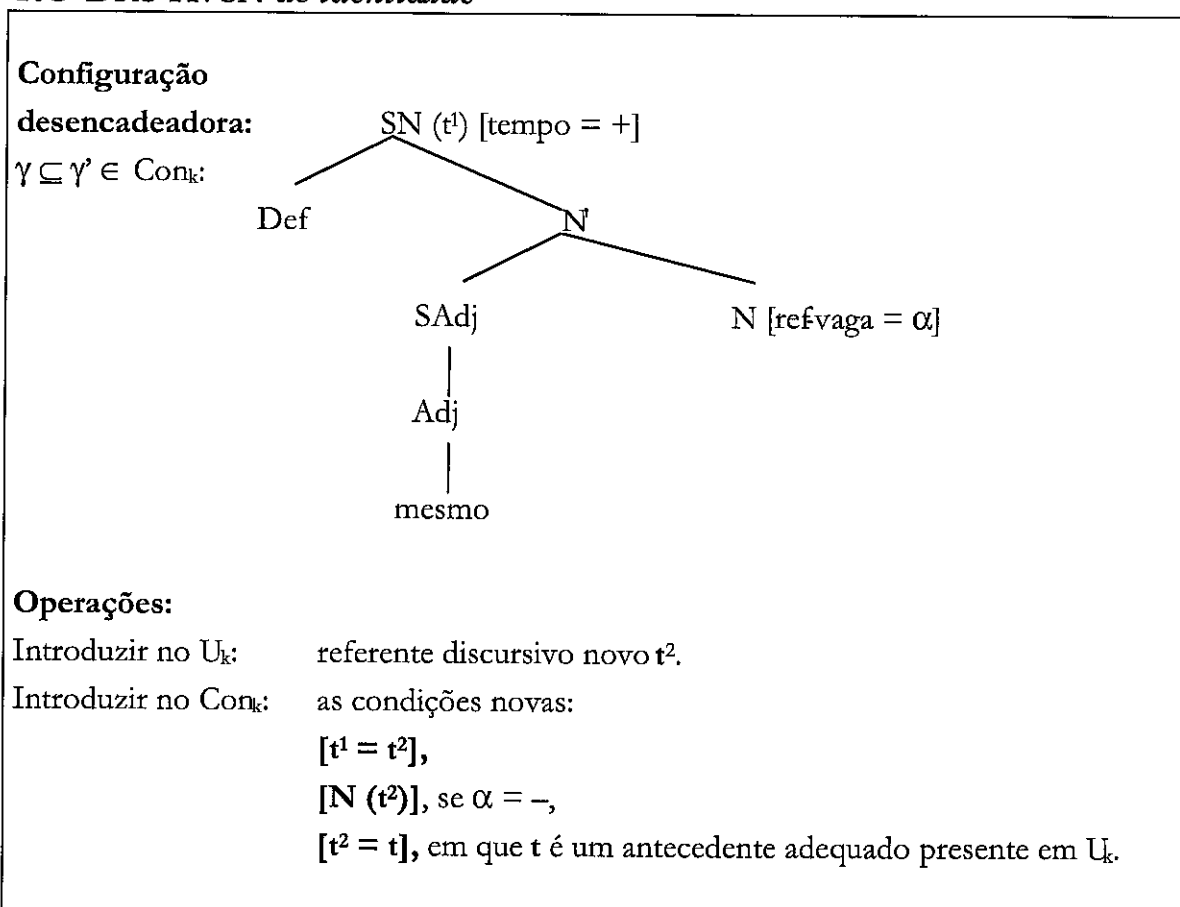 Configuração
desencadeadora: SN (t¹) [tempo = +]
γ ⊆ γ’ ∈ Conₖ:
Def N'
SAdj N [ref-vaga = α]
Adj
mesmo
Operações:
Introduzir no Uₖ: referente discursivo novo t².
Introduzir no Conₖ: as condições novas:
[t¹ = t²],
[N (t²)], se α = –,
[t² = t], em que t é um antecedente adequado presente em Uₖ.